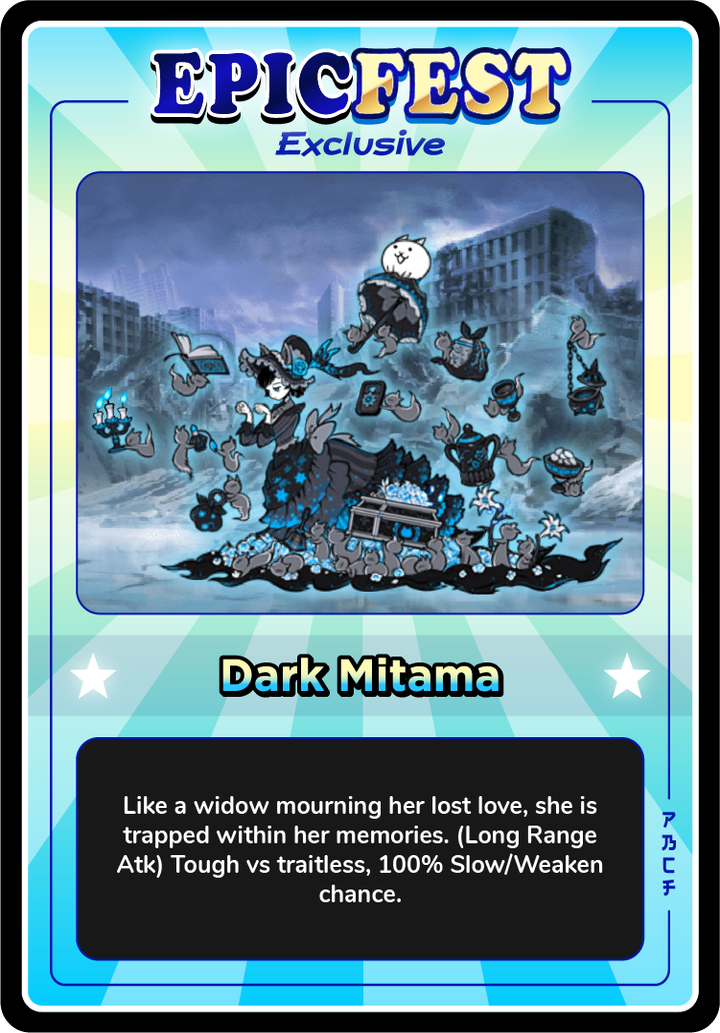 EPICFEST
Exclusive
Dark Mitama
Like a widow mourning her lost love, she is
trapped within her memories. (Long Range
Atk) Tough vs traitless, 100% Slow/Weaken
chance.
ア乃匚チ